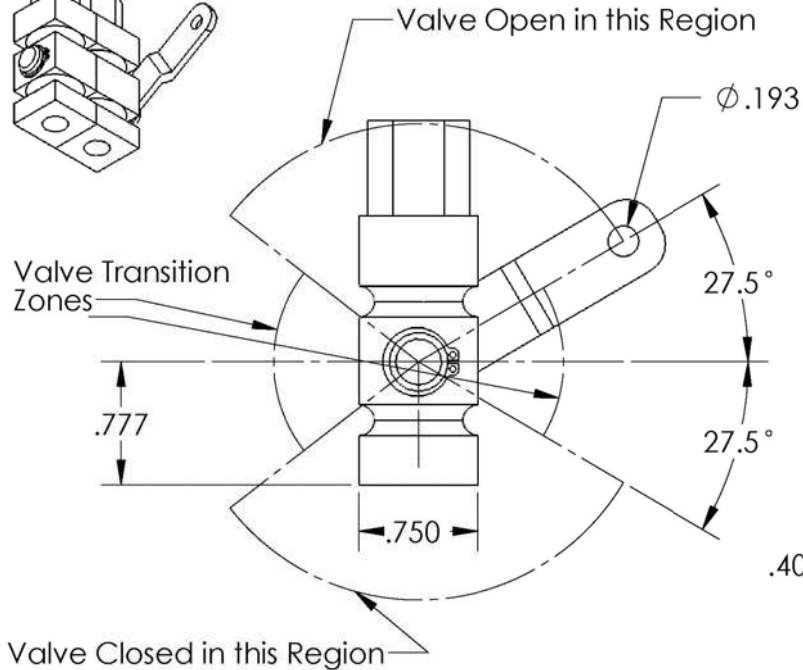 Valve Open in this Region
∅.193
Valve Transition
Zones
27.5°
.777
27.5°
.750
.40
Valve Closed in this Region